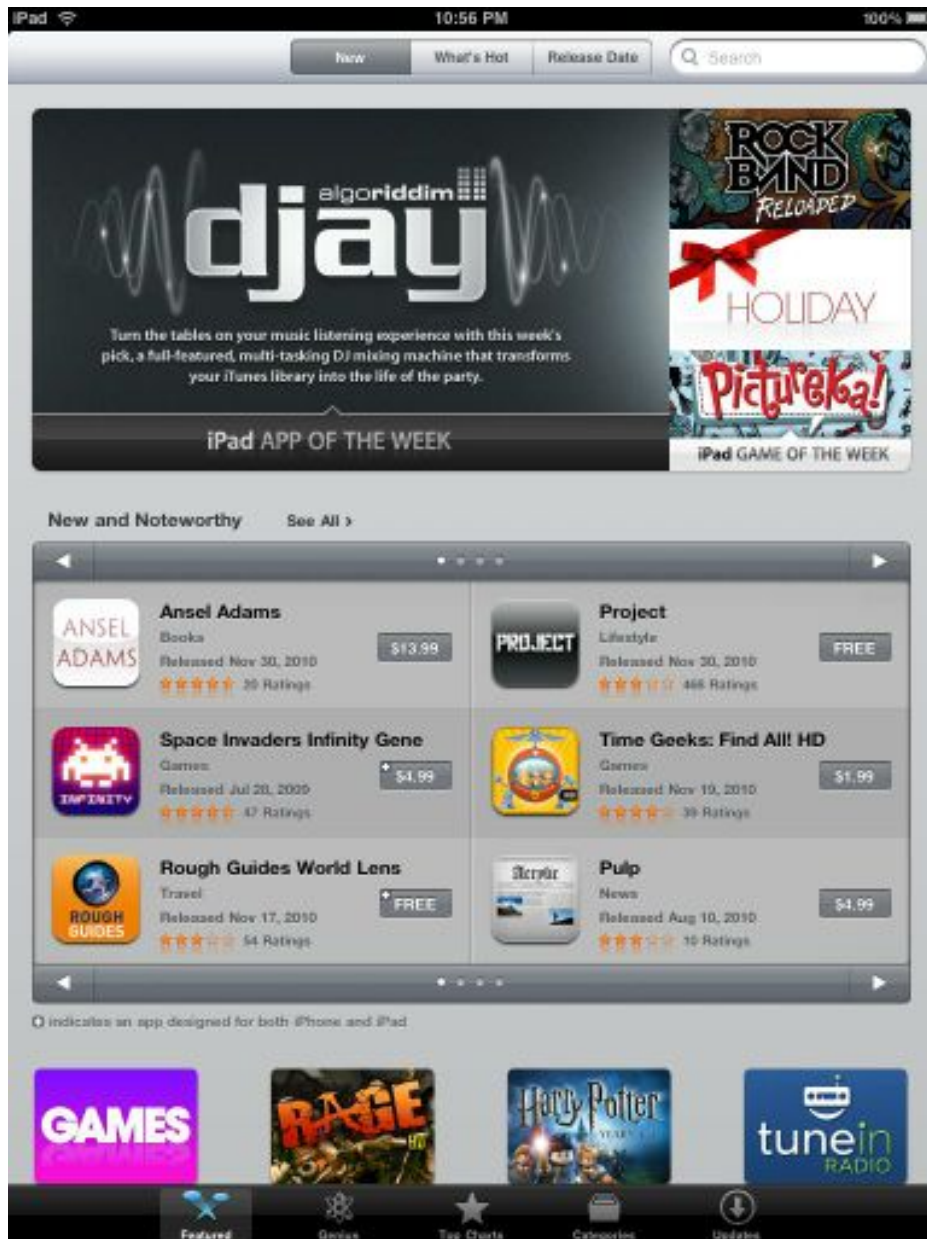 iPad 10:56 PM 100%
New What's Hot Release Date Search
algoriddim
djay
Turn the tables on your music listening experience with this week's
pick, a full-featured, multi-tasking DJ mixing machine that transforms
your iTunes library into the life of the party.
iPad APP OF THE WEEK
ROCK
BAND
RELOADED
HOLIDAY
Pictureka!
iPad GAME OF THE WEEK
New and Noteworthy See All >
ANSEL
ADAMS
Ansel Adams
Books
Released Nov 30, 2010
20 Ratings
$13.99
PROJECT
Project
Lifestyle
Released Nov 30, 2010
Ratings
FREE
INFINITY
Space Invaders Infinity Gene
Games
Released Jul 28, 2009
47 Ratings
$4.99
Time Geeks: Find All! HD
Games
Released Nov 19, 2010
39 Ratings
$1.99
ROUGH
GUIDES
Rough Guides World Lens
Travel
Released Nov 17, 2010
54 Ratings
FREE
Acrylic
Pulp
News
Released Aug 10, 2010
10 Ratings
$4.99
indicates an app designed for both iPhone and iPad
GAMES
RAGE
HD
Harry Potter
YEARS
tunein
RADIO
Featured Genius Top Charts Categories Updates